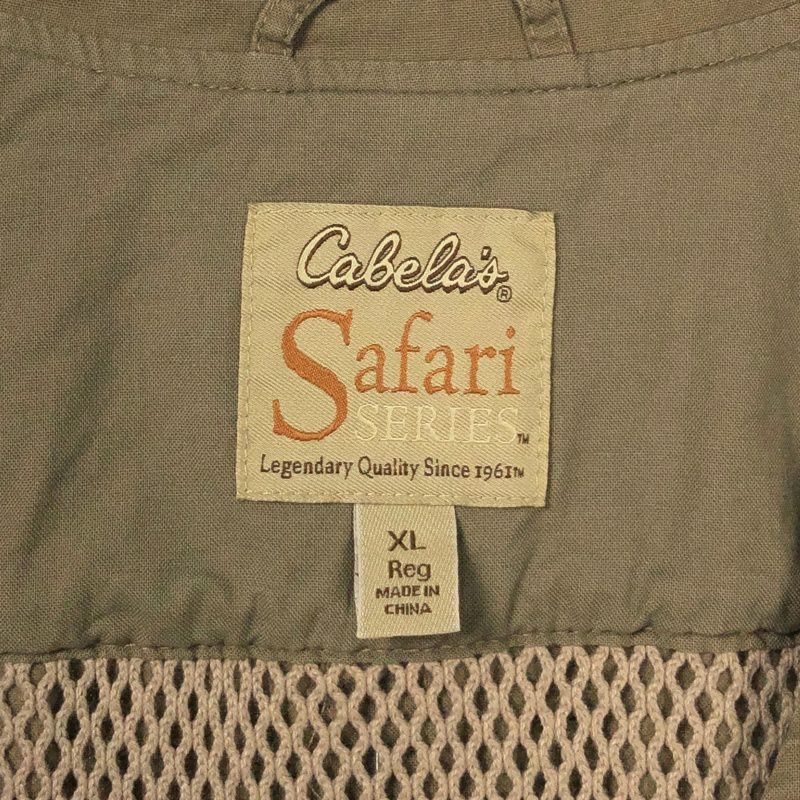 Cabela's®
Safari
SERIES™
Legendary Quality Since 1961™
XL
Reg
MADE IN
CHINA